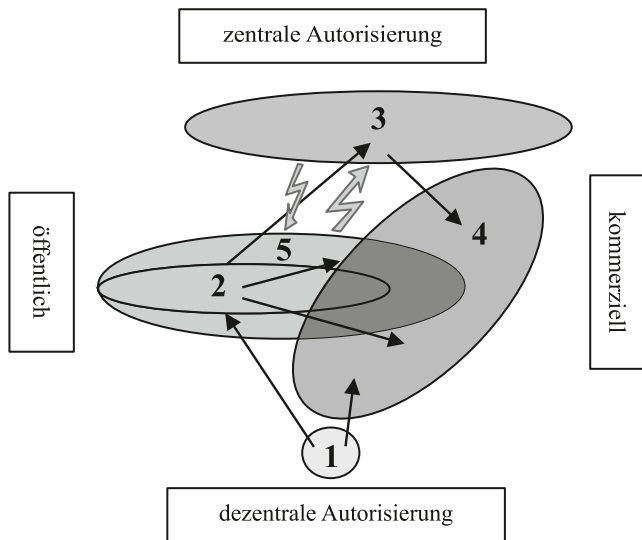 zentrale Autorisierung
3
öffentlich
kommerziell
4
5
2
1
dezentrale Autorisierung